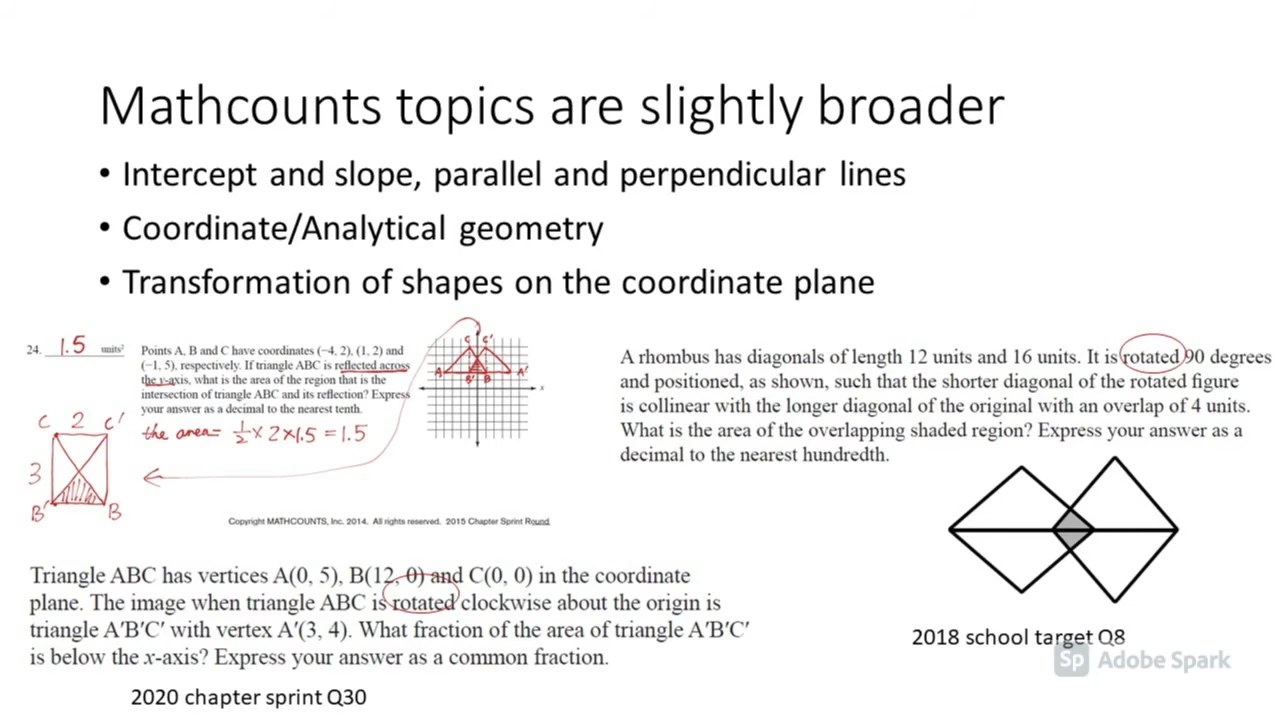 Mathcounts topics are slightly broader
• Intercept and slope, parallel and perpendicular lines
• Coordinate/Analytical geometry
• Transformation of shapes on the coordinate plane
24. 1.5 units²
Points A, B and C have coordinates (−4, 2), (1, 2) and
(−1, 5), respectively. If triangle ABC is reflected across
the y-axis, what is the area of the region that is the
intersection of triangle ABC and its reflection? Express
your answer as a decimal to the nearest tenth.
the area= 1/2 × 2 × 1.5 = 1.5
C 2 C′
3
B′ B
C C′
A B′ B A′
x
Copyright MATHCOUNTS, Inc. 2014. All rights reserved. 2015 Chapter Sprint Round
A rhombus has diagonals of length 12 units and 16 units. It is rotated 90 degrees
and positioned, as shown, such that the shorter diagonal of the rotated figure
is collinear with the longer diagonal of the original with an overlap of 4 units.
What is the area of the overlapping shaded region? Express your answer as a
decimal to the nearest hundredth.
2018 school target Q8
Triangle ABC has vertices A(0, 5), B(12, 0) and C(0, 0) in the coordinate
plane. The image when triangle ABC is rotated clockwise about the origin is
triangle A′B′C′ with vertex A′(3, 4). What fraction of the area of triangle A′B′C′
is below the x-axis? Express your answer as a common fraction.
2020 chapter sprint Q30
Sp Adobe Spark